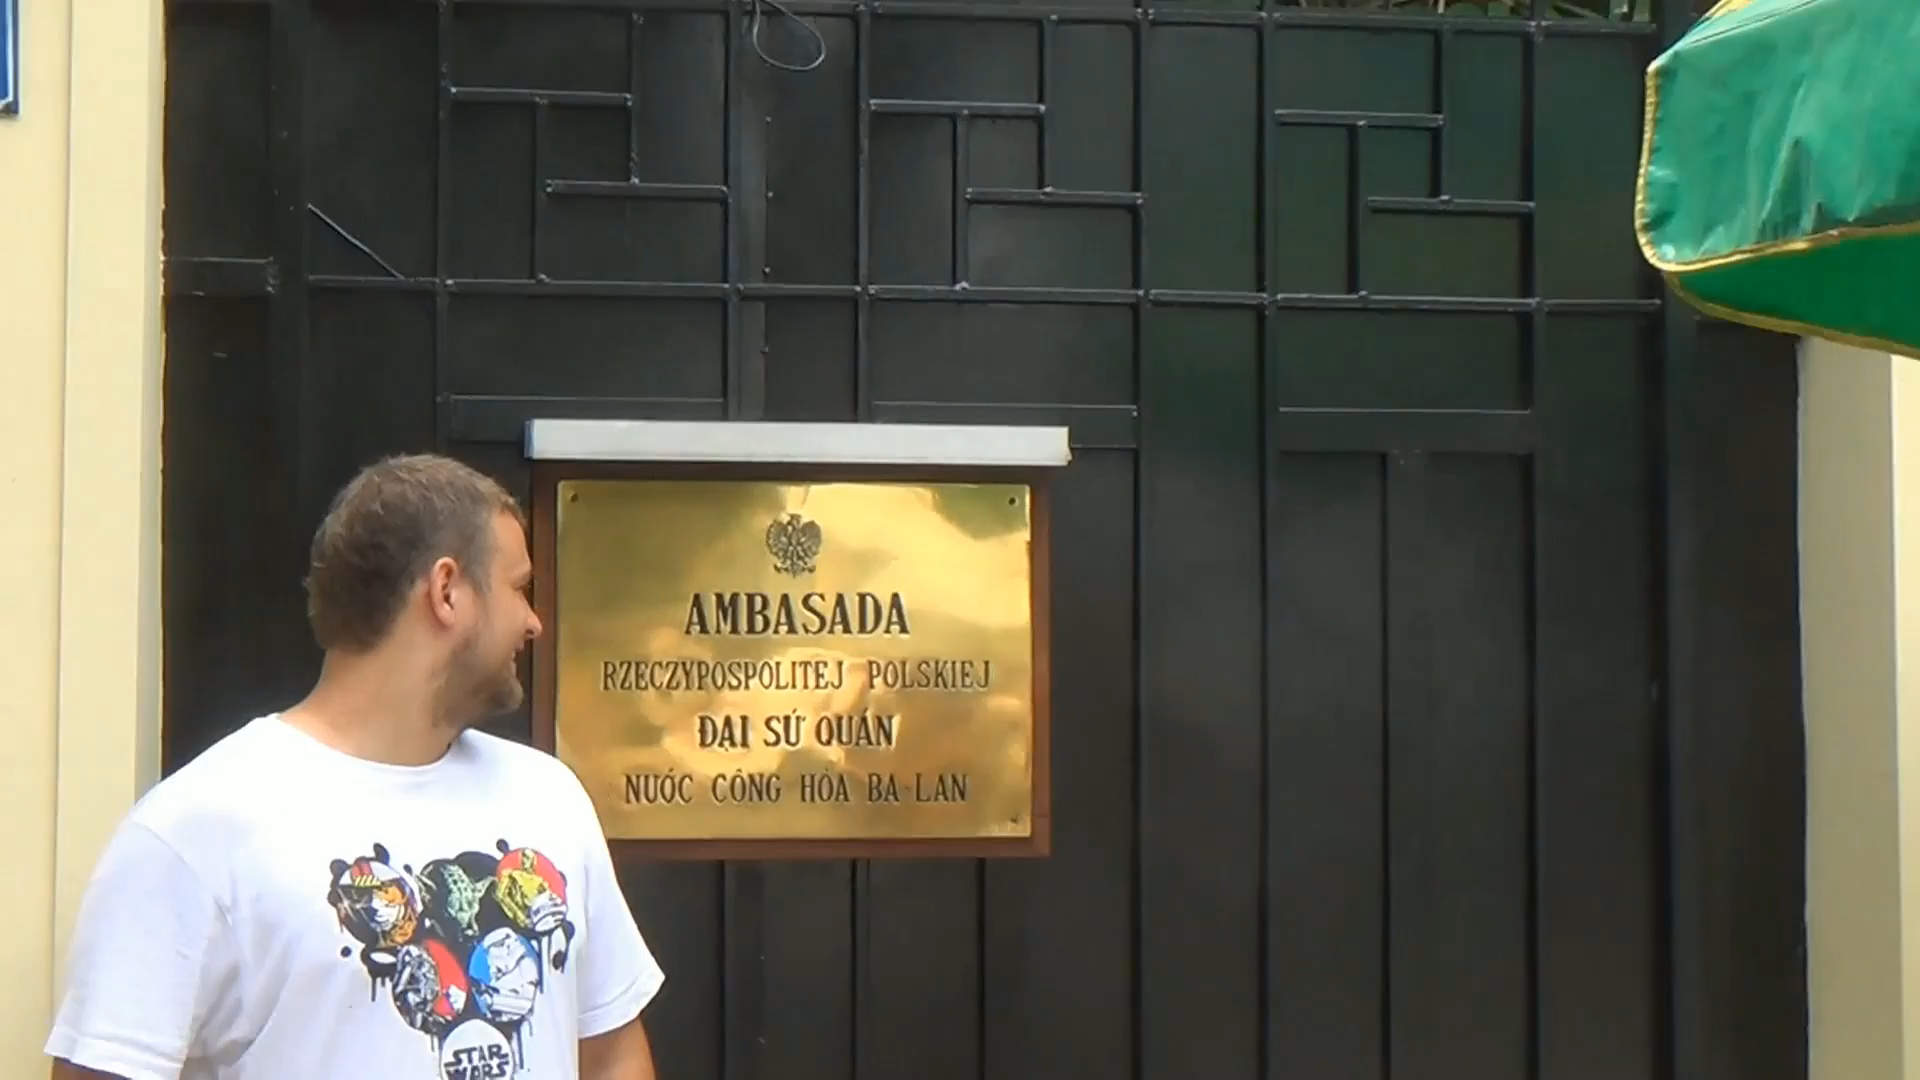 AMBASADA
RZECZYPOSPOLITEJ POLSKIEJ
ĐẠI SỨ QUÁN
NƯỚC CỘNG HÒA BA-LAN
STAR
WARS